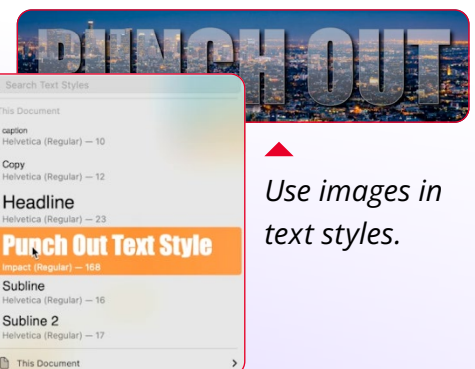 PUNCH OUT
Search Text Styles
This Document
caption
Helvetica (Regular) — 10
Copy
Helvetica (Regular) — 12
Headline
Helvetica (Regular) — 23
Punch Out Text Style
Impact (Regular) — 168
Subline
Helvetica (Regular) — 16
Subline 2
Helvetica (Regular) — 17
This Document
Use images in
text styles.